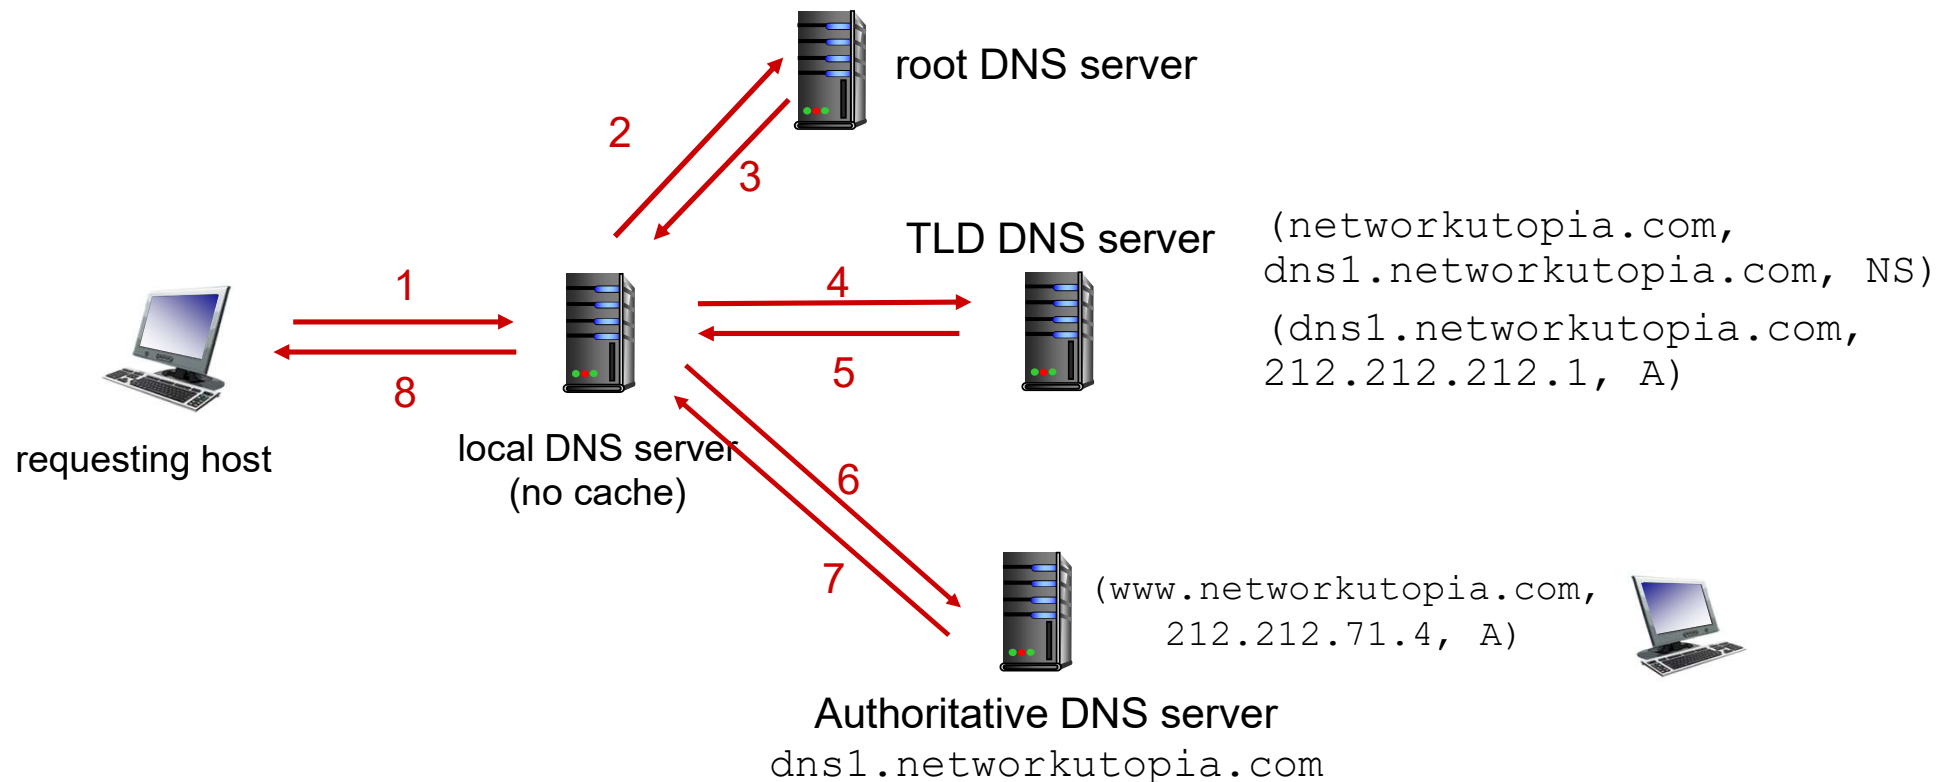 root DNS server
2
3
TLD DNS server
(networkutopia.com,
dns1.networkutopia.com, NS)
(dns1.networkutopia.com,
212.212.212.1, A)
1
4
5
8
requesting host
local DNS server
(no cache)
6
7
(www.networkutopia.com,
212.212.71.4, A)
Authoritative DNS server
dns1.networkutopia.com